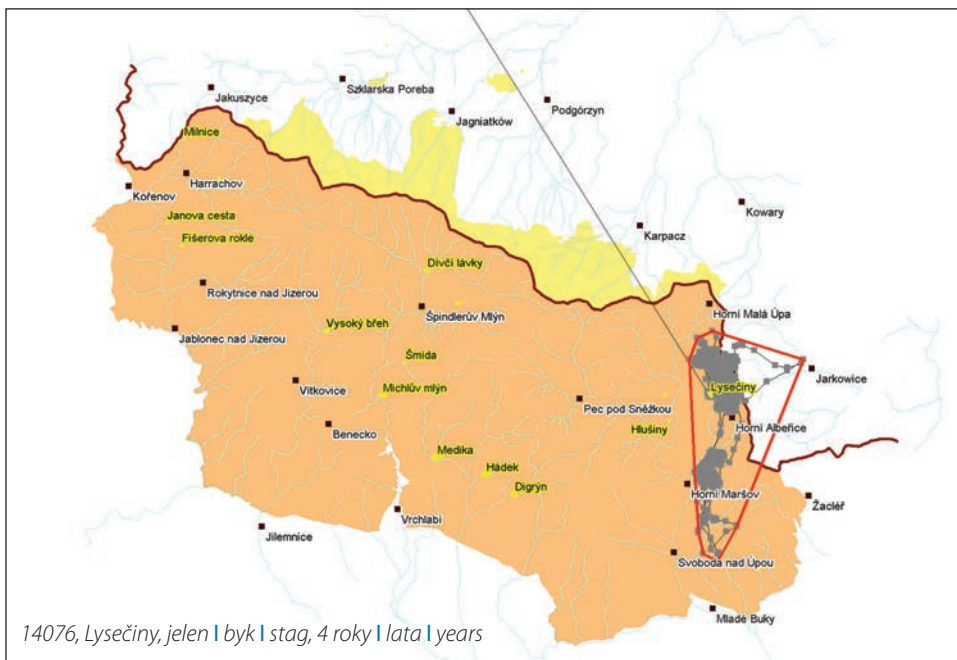 Szklarska Poreba
Jakuszyce
Podgórzyn
Jagniatków
Milnice
Harrachov
Kořenov
Kowary
Janova cesta
Karpacz
Fišerova rokle
Dívčí lávky
Rokytnice nad Jizerou
Horní Malá Úpa
Špindlerův Mlýn
Vysoký břeh
Jablonec nad Jizerou
Šmída
Jarkowice
Vítkovice
Lysečiny
Michlův mlýn
Pec pod Sněžkou
Horní Albeřice
Benecko
Hlušiny
Medika
Hádek
Horní Maršov
Digrýn
Žacléř
Vrchlabí
Jilemnice
Svoboda nad Úpou
Mladé Buky
14076, Lysečiny, jelen I byk I stag, 4 roky I lata I years